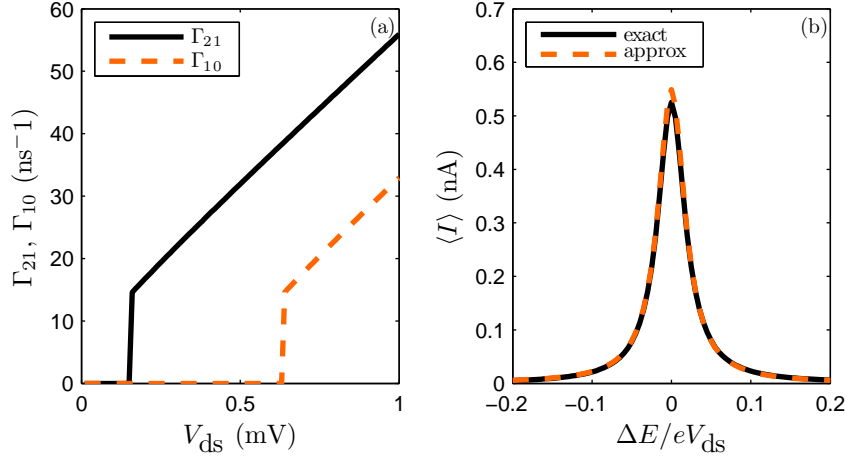 (a)
Γ21
Γ10
Γ21, Γ10 (ns−1)
60
50
40
30
20
10
0
0
0.5
1
Vds (mV)
(b)
exact
approx
⟨I⟩ (nA)
0.7
0.6
0.5
0.4
0.3
0.2
0.1
0
−0.2
−0.1
0
0.1
0.2
ΔE/eVds